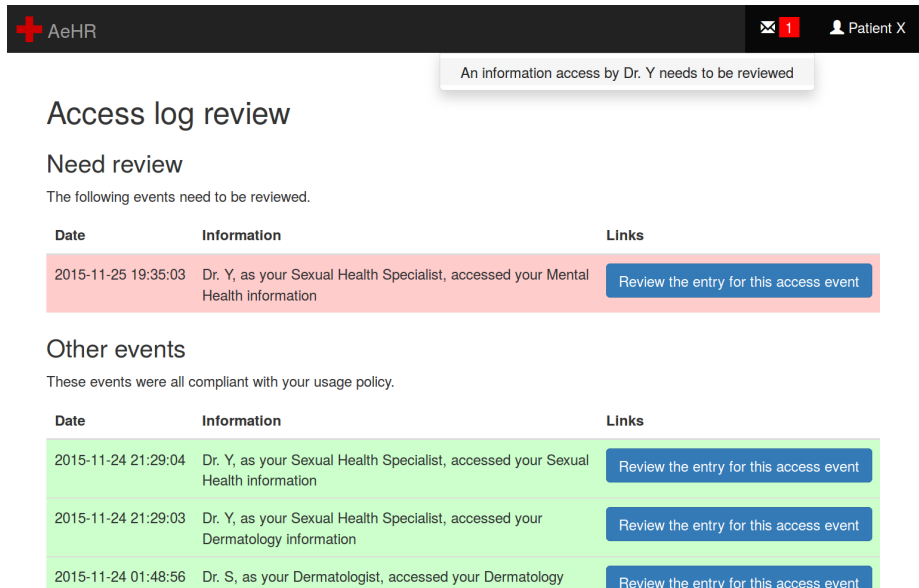 AeHR 1 Patient X
An information access by Dr. Y needs to be reviewed
Access log review
Need review
The following events need to be reviewed.
Date Information Links
2015-11-25 19:35:03 Dr. Y, as your Sexual Health Specialist, accessed your Mental Review the entry for this access event
Health information
Other events
These events were all compliant with your usage policy.
Date Information Links
2015-11-24 21:29:04 Dr. Y, as your Sexual Health Specialist, accessed your Sexual Review the entry for this access event
Health information
2015-11-24 21:29:03 Dr. Y, as your Sexual Health Specialist, accessed your Review the entry for this access event
Dermatology information
2015-11-24 01:48:56 Dr. S, as your Dermatologist, accessed your Dermatology Review the entry for this access event